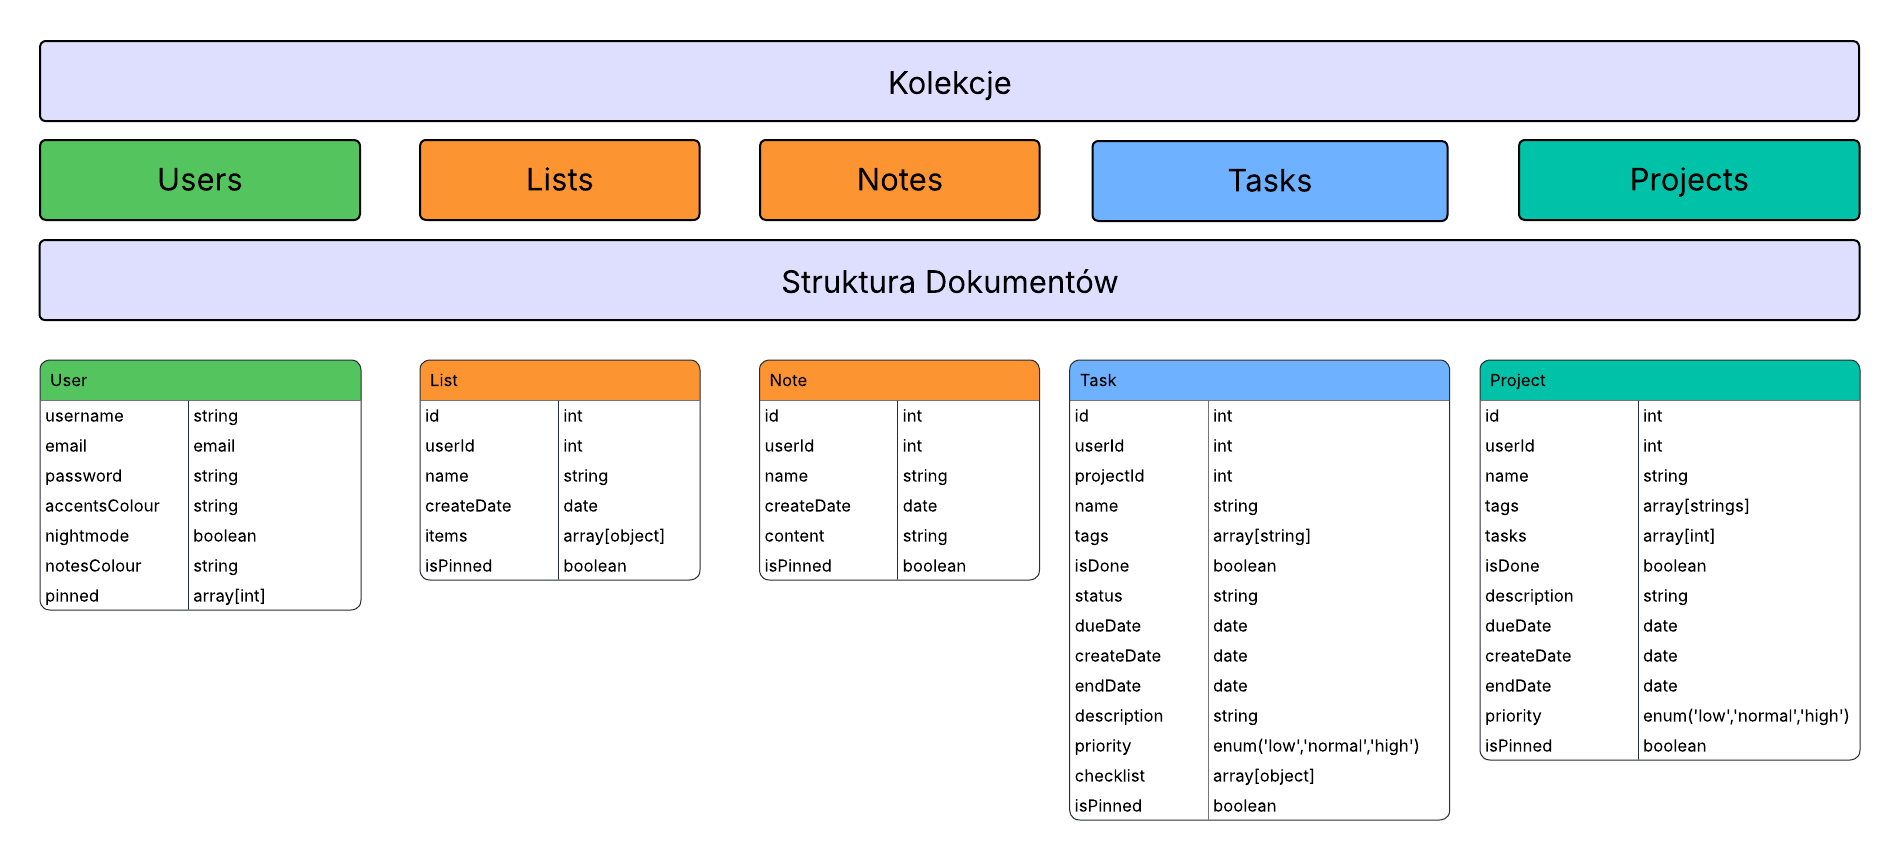 Kolekcje
Users
Lists
Notes
Tasks
Projects
Struktura Dokumentów
User
username string
email email
password string
accentsColour string
nightmode boolean
notesColour string
pinned array[int]
List
id int
userId int
name string
createDate date
items array[object]
isPinned boolean
Note
id int
userId int
name string
createDate date
content string
isPinned boolean
Task
id int
userId int
projectId int
name string
tags array[string]
isDone boolean
status string
dueDate date
createDate date
endDate date
description string
priority enum('low','normal','high')
checklist array[object]
isPinned boolean
Project
id int
userId int
name string
tags array[strings]
tasks array[int]
isDone boolean
description string
dueDate date
createDate date
endDate date
priority enum('low','normal','high')
isPinned boolean